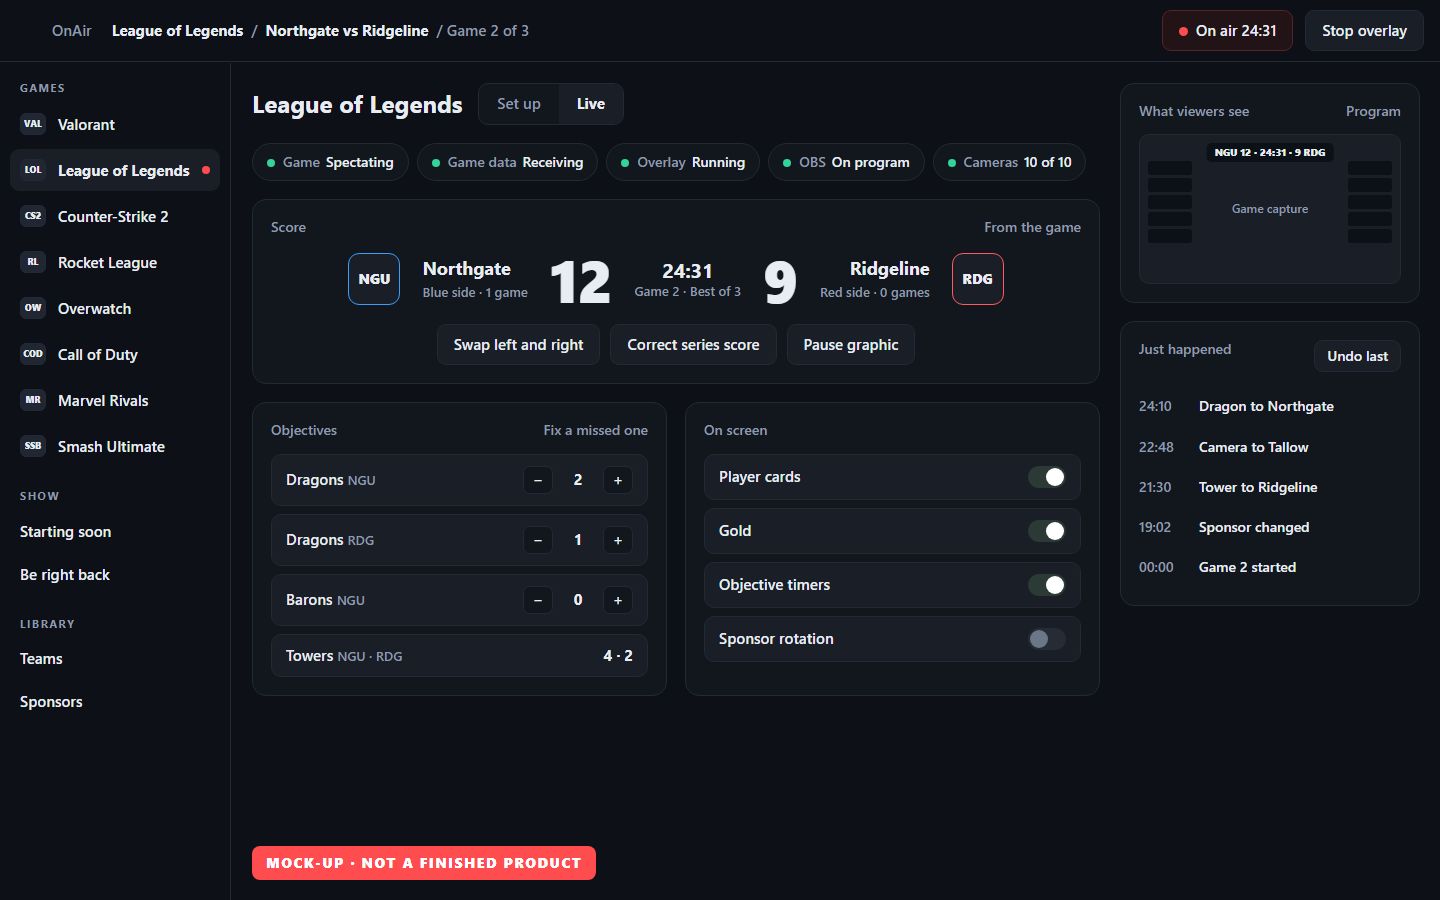 OnAir League of Legends / Northgate vs Ridgeline / Game 2 of 3
On air 24:31
Stop overlay
GAMES
VAL Valorant
LOL League of Legends
CS2 Counter-Strike 2
RL Rocket League
OW Overwatch
COD Call of Duty
MR Marvel Rivals
SSB Smash Ultimate
SHOW
Starting soon
Be right back
LIBRARY
Teams
Sponsors
League of Legends
Set up Live
Game Spectating
Game data Receiving
Overlay Running
OBS On program
Cameras 10 of 10
Score
From the game
NGU
Northgate
Blue side · 1 game
12
24:31
Game 2 · Best of 3
9
Ridgeline
Red side · 0 games
RDG
Swap left and right
Correct series score
Pause graphic
Objectives
Fix a missed one
Dragons NGU − 2 +
Dragons RDG − 1 +
Barons NGU − 0 +
Towers NGU · RDG 4 · 2
On screen
Player cards
Gold
Objective timers
Sponsor rotation
What viewers see
Program
NGU 12 · 24:31 · 9 RDG
Game capture
Just happened
Undo last
24:10 Dragon to Northgate
22:48 Camera to Tallow
21:30 Tower to Ridgeline
19:02 Sponsor changed
00:00 Game 2 started
MOCK-UP · NOT A FINISHED PRODUCT